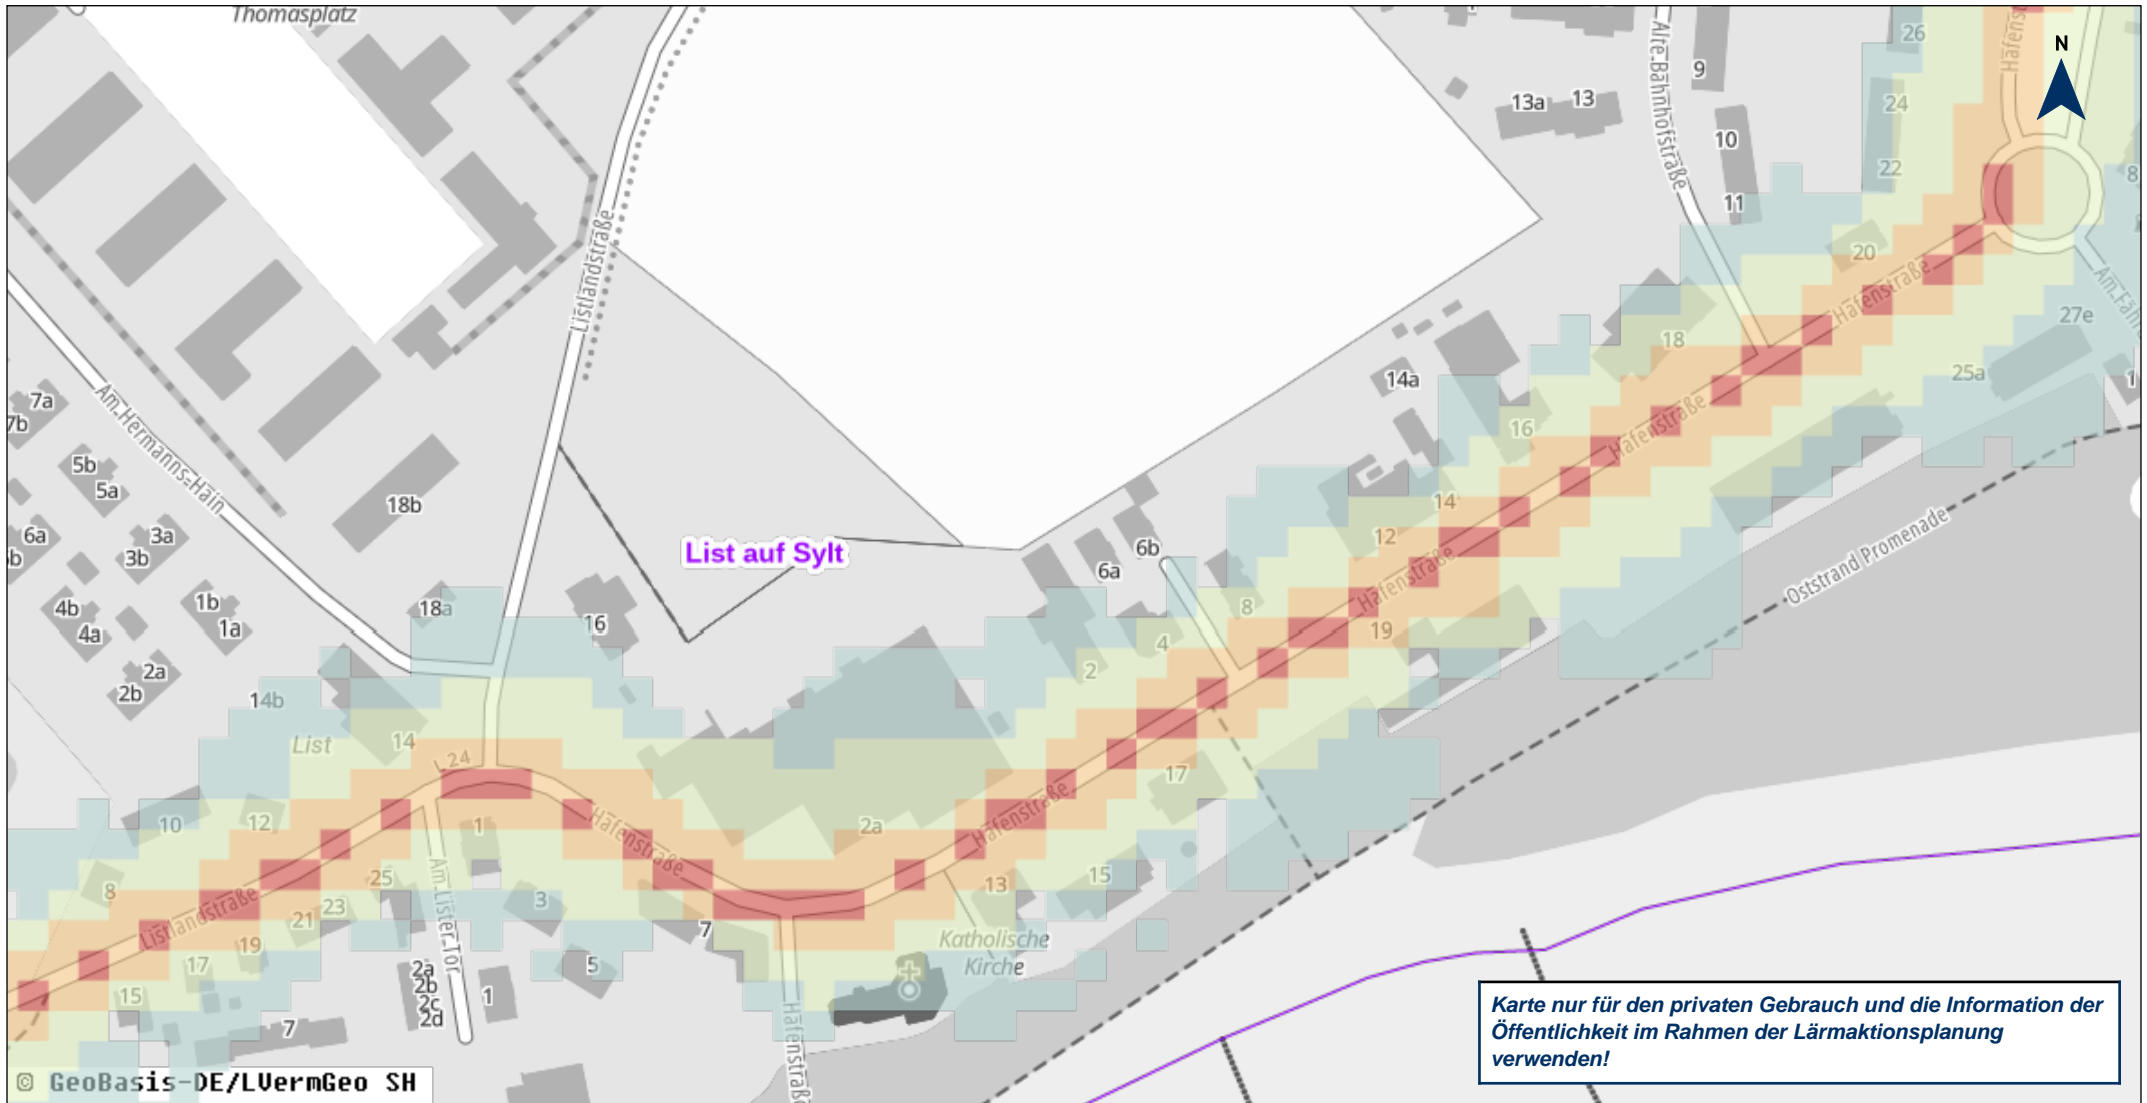 Thomasplatz
N
26
9
13a
13
24
10
22
8
11
Alte-Bahnhofstraße
Listlandstraße
20
Hafenstraße
27e
18
14a
25a
Am-Hermanns-Hain
7a
7b
5b
5a
16
Hafenstraße
18b
14
6a
3a
3b
12
List auf Sylt
6b
6a
Oststrand Promenade
Hafenstraße
4b
4a
1b
1a
18a
16
8
19
4
2
2a
2b
14b
List
14
L 24
17
10
12
1
Hafenstraße
2a
Hafenstraße
8
25
Am-Lister-Tor
15
13
23
3
21
Listlandstraße
19
7
Katholische
Kirche
17
5
2a
2b
2c
2d
1
15
7
Hafenstraße
Karte nur für den privaten Gebrauch und die Information der
Öffentlichkeit im Rahmen der Lärmaktionsplanung
verwenden!
© GeoBasis-DE/LVermGeo SH